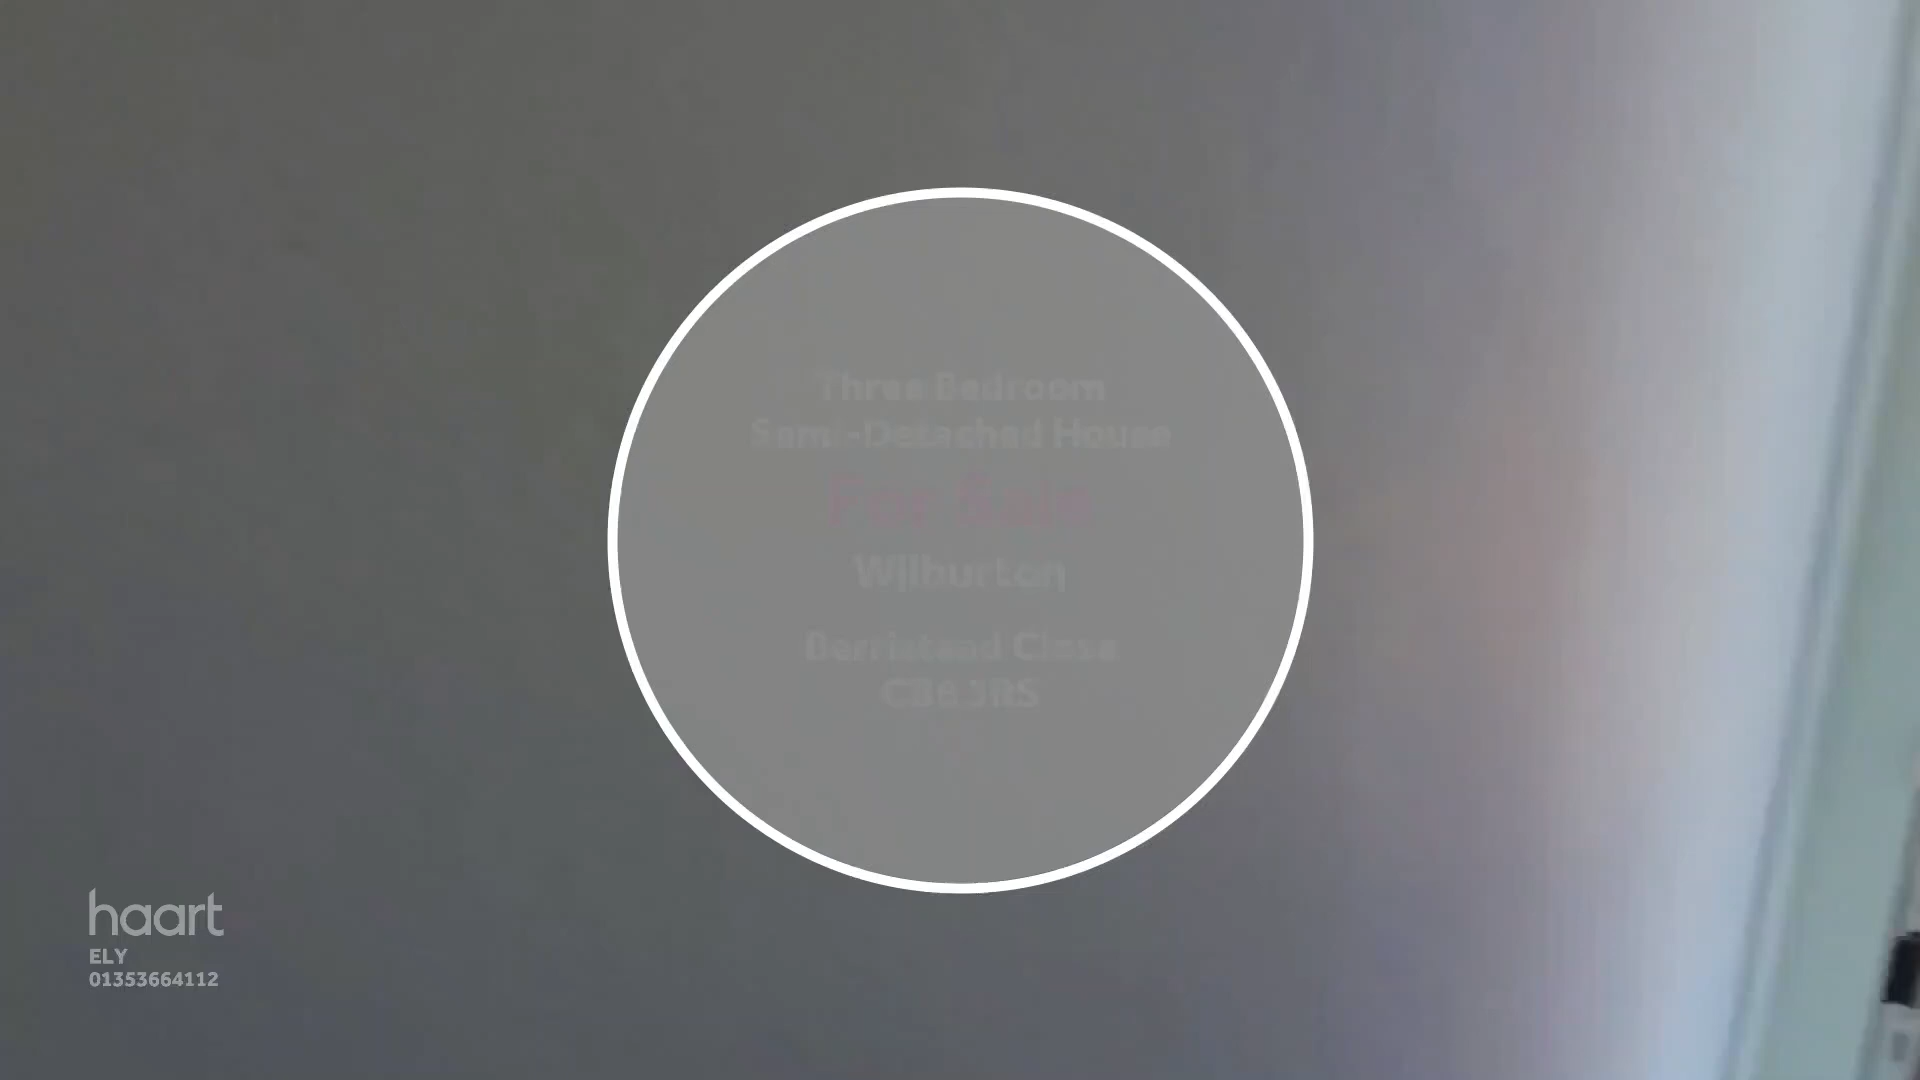 Three Bedroom
Semi-Detached House
For Sale
Wilburton
Berristead Close
CB6 3RS
haart
ELY
01353664112